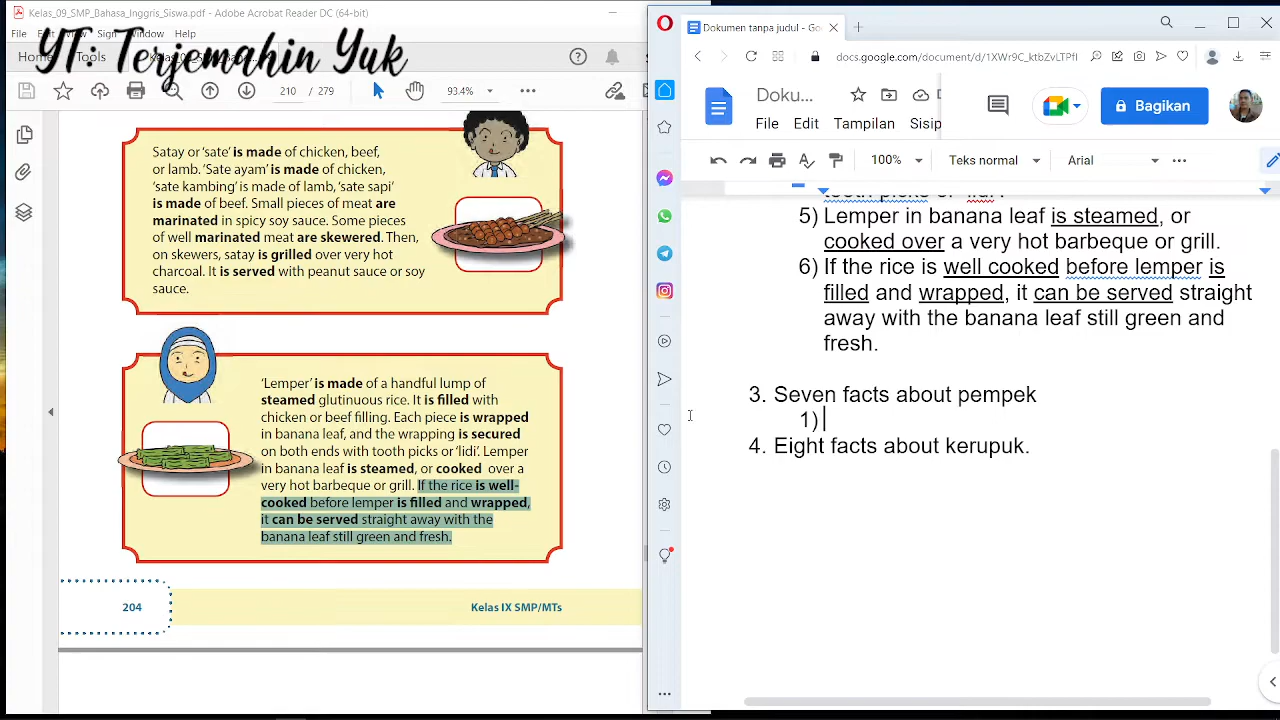 Kelas_09_SMP_Bahasa_Inggris_Siswa.pdf - Adobe Acrobat Reader DC (64-bit)
File
Window Help
YT: Terjemahin Yuk
Home Tools
210 / 279
93.4%
Satay or ‘sate’ is made of chicken, beef,
or lamb. ‘Sate ayam’ is made of chicken,
‘sate kambing’ is made of lamb, ‘sate sapi’
is made of beef. Small pieces of meat are
marinated in spicy soy sauce. Some pieces
of well marinated meat are skewered. Then,
on skewers, satay is grilled over very hot
charcoal. It is served with peanut sauce or soy
sauce.
‘Lemper’ is made of a handful lump of
steamed glutinuous rice. It is filled with
chicken or beef filling. Each piece is wrapped
in banana leaf, and the wrapping is secured
on both ends with tooth picks or ‘lidi’. Lemper
in banana leaf is steamed, or cooked over a
very hot barbeque or grill. If the rice is well-
cooked before lemper is filled and wrapped,
it can be served straight away with the
banana leaf still green and fresh.
204
Kelas IX SMP/MTs
Dokumen tanpa judul - G
docs.google.com/document/d/1XWr9C_ktbZvLTPfl
Doku...
Bagikan
File Edit Tampilan Sisip
100% Teks normal Arial
tooth picks or
5) Lemper in banana leaf is steamed, or
cooked over a very hot barbeque or grill.
6) If the rice is well cooked before lemper is
filled and wrapped, it can be served straight
away with the banana leaf still green and
fresh.
3. Seven facts about pempek
1)
4. Eight facts about kerupuk.